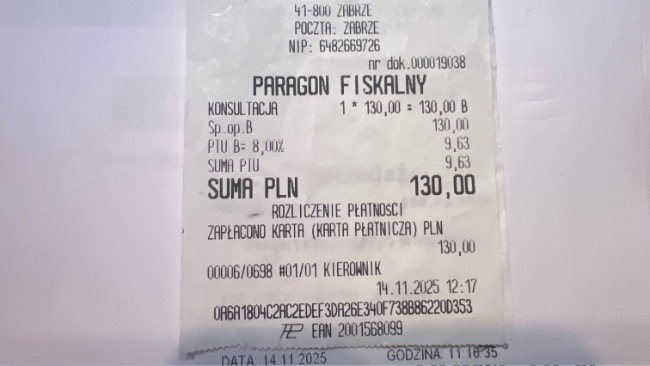 41-800 ZABRZE
POCZTA: ZABRZE
NIP: 6482669726
nr dok.000019038
PARAGON FISKALNY
KONSULTACJA 1 * 130,00 = 130,00 B
Sp.op.B 130,00
PTU B= 8,00% 9,63
SUMA PTU 9,63
SUMA PLN 130,00
ROZLICZENIE PŁATNOŚCI
ZAPŁACONO KARTA (KARTA PŁATNICZA) PLN
130,00
00006/0698 #01/01 KIEROWNIK
14.11.2025 12:17
0A6A1804C2AC2EDEF3DA26E340F738B86220D353
EAN 2001568099
DATA 14.11.2025 GODZINA 11:16:35